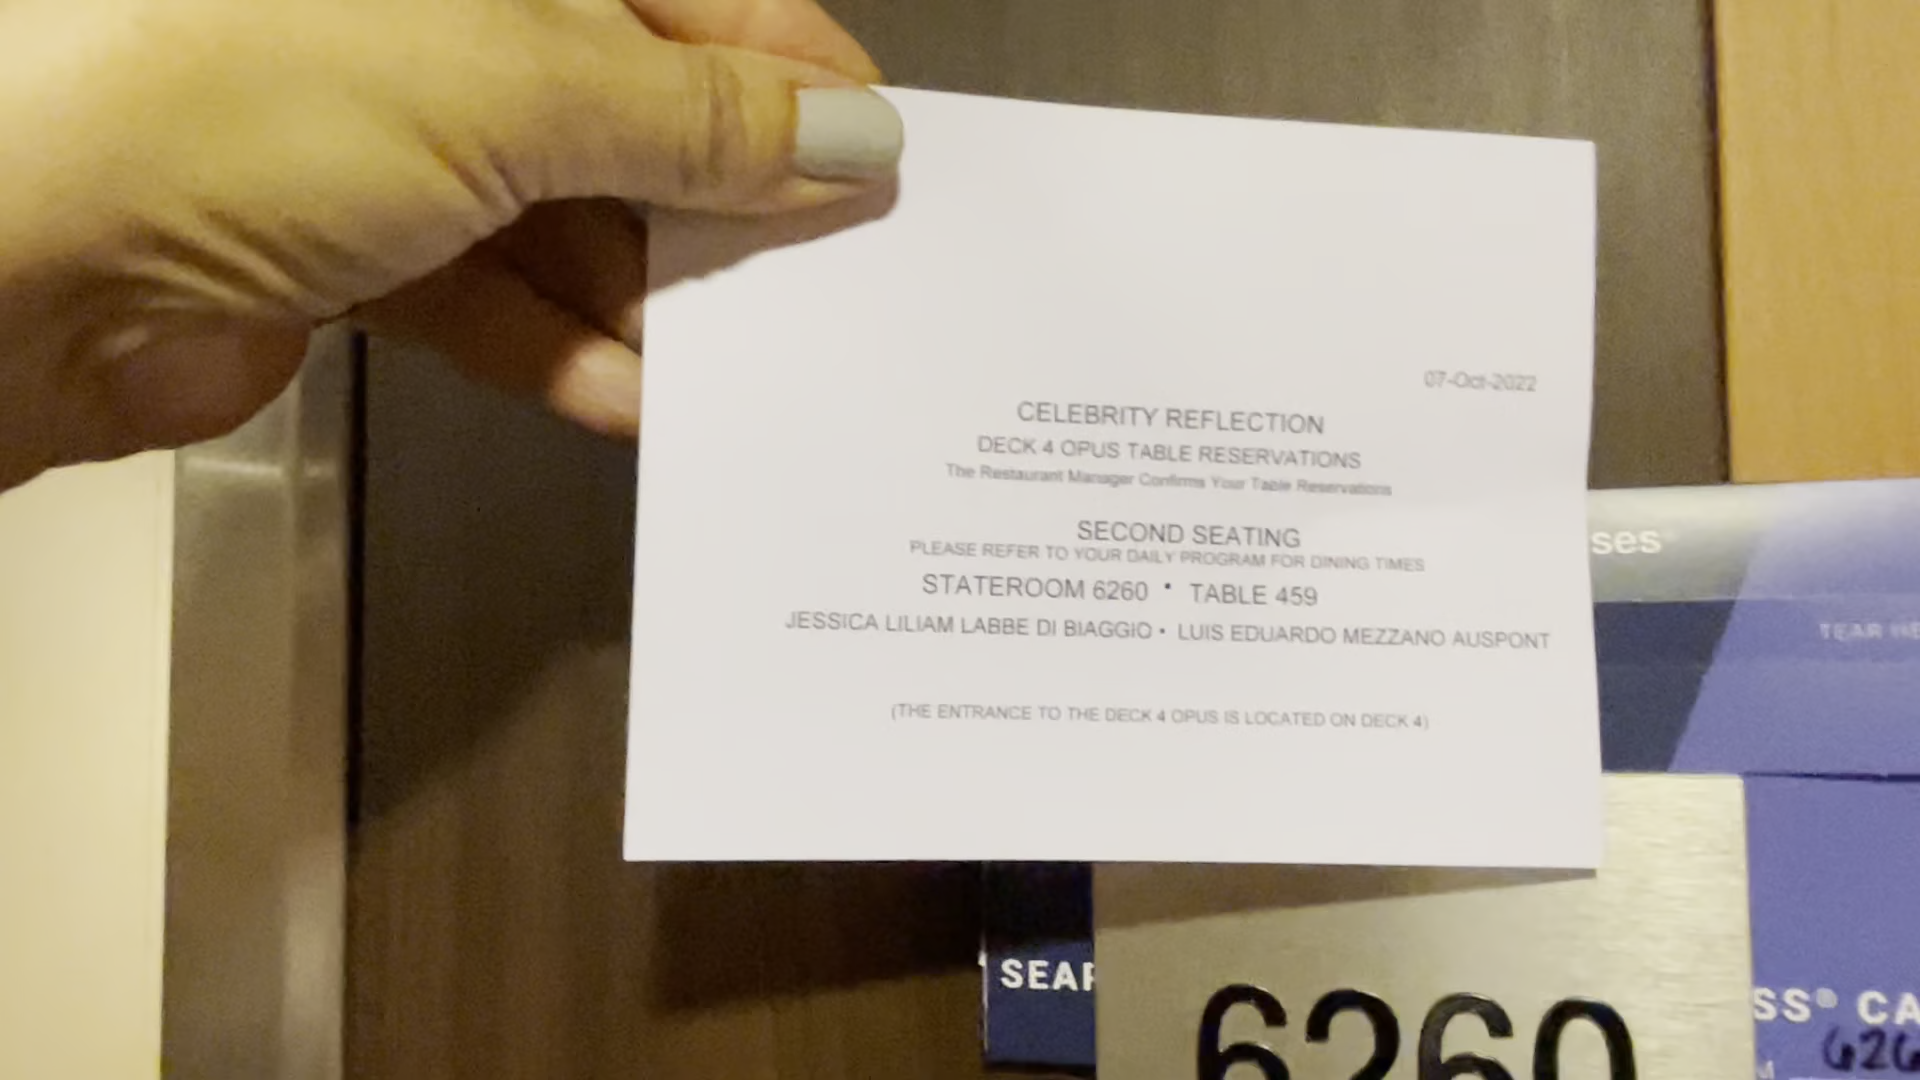 07-Oct-2022
CELEBRITY REFLECTION
DECK 4 OPUS TABLE RESERVATIONS
The Restaurant Manager Confirms Your Table Reservations
SECOND SEATING
PLEASE REFER TO YOUR DAILY PROGRAM FOR DINING TIMES
STATEROOM 6260 • TABLE 459
JESSICA LILIAM LABBE DI BIAGGIO • LUIS EDUARDO MEZZANO AUSPONT
(THE ENTRANCE TO THE DECK 4 OPUS IS LOCATED ON DECK 4)
ses
TEAR
SEAP
SS® CA
6260
626